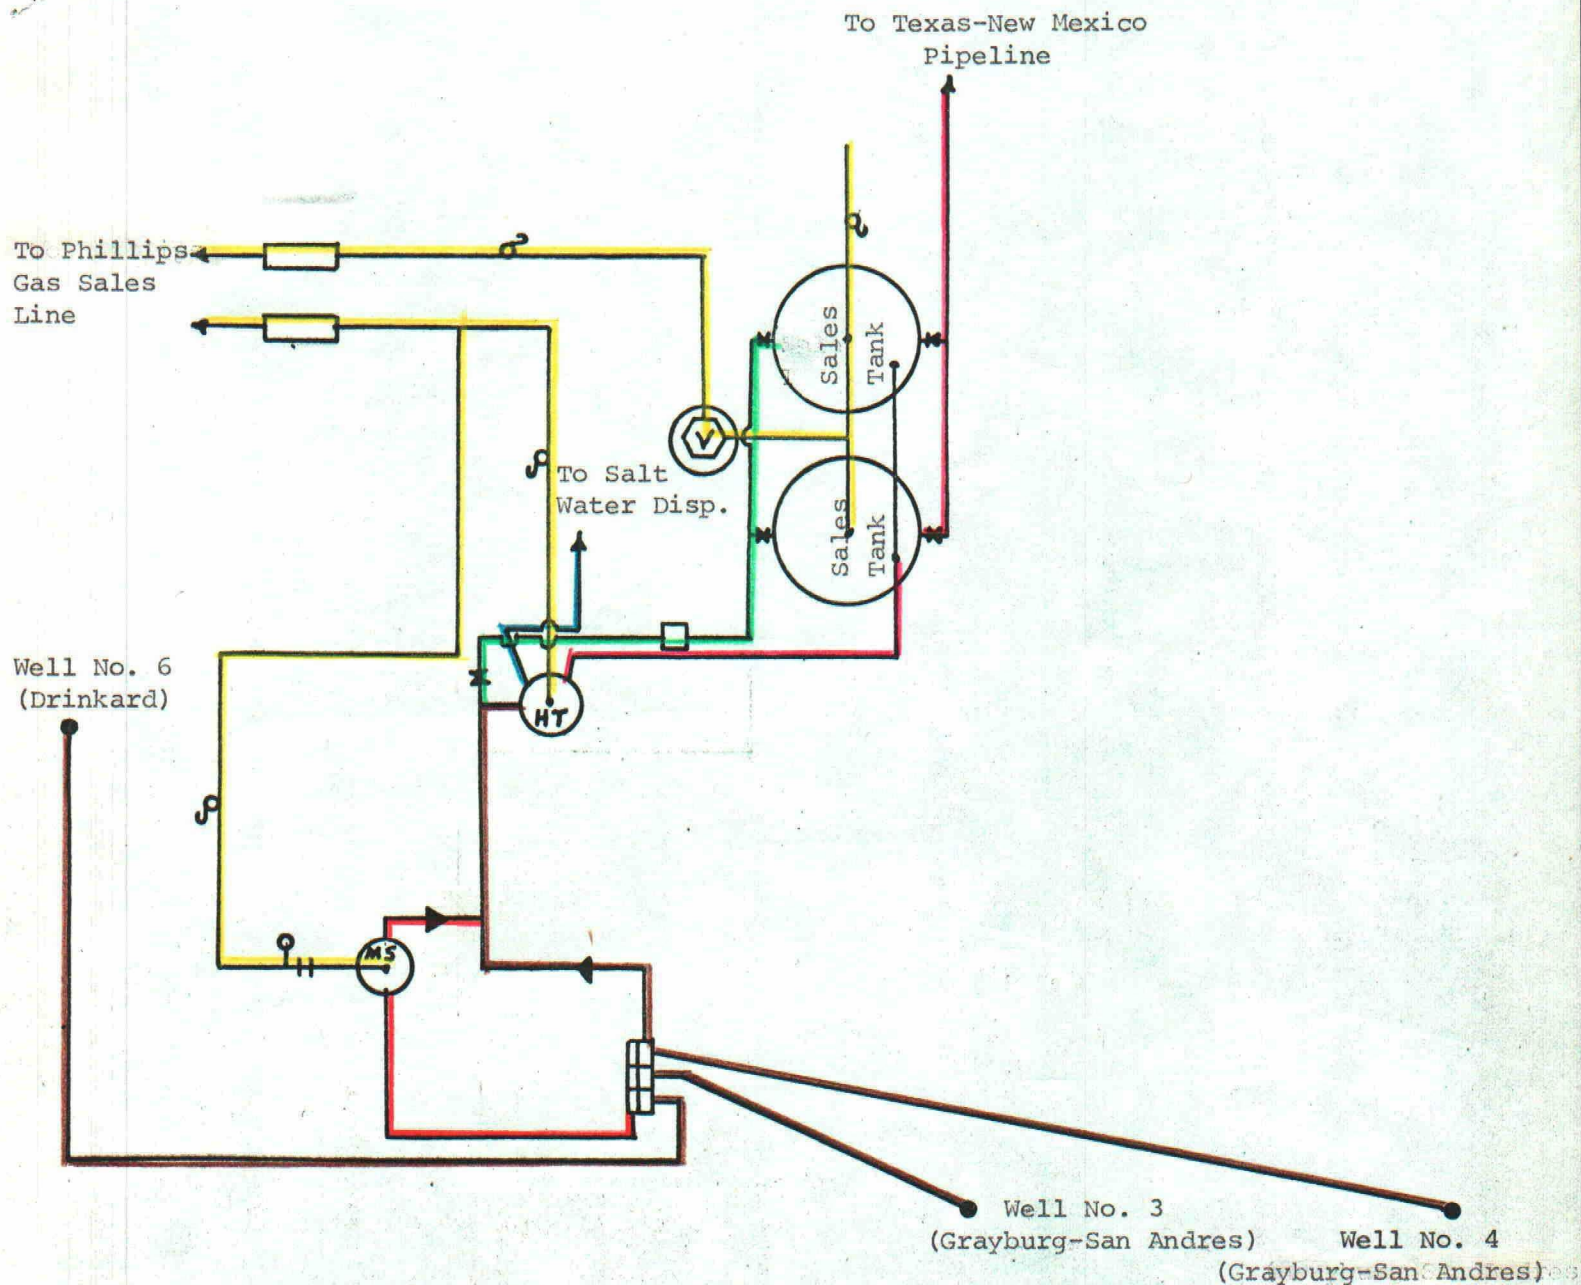 To Texas-New Mexico
Pipeline
To Phillips
Gas Sales
Line
Sales
Tank
V
To Salt
Water Disp.
Sales
Tank
Well No. 6
(Drinkard)
HT
MS
Well No. 3
(Grayburg-San Andres)
Well No. 4
(Grayburg-San Andres)